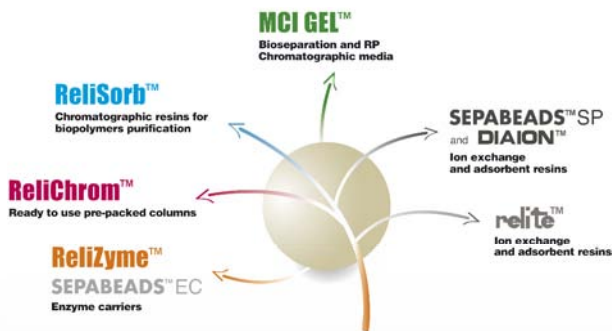 MCI GEL™
Bioseparation and RP
Chromatographic media
ReliSorb™
Chromatographic resins for
biopolymers purification
SEPABEADS™SP
and DIAION™
Ion exchange
and adsorbent resins
ReliChrom™
Ready to use pre-packed columns
relite™
Ion exchange
and adsorbent resins
ReliZyme™
SEPABEADS™EC
Enzyme carriers